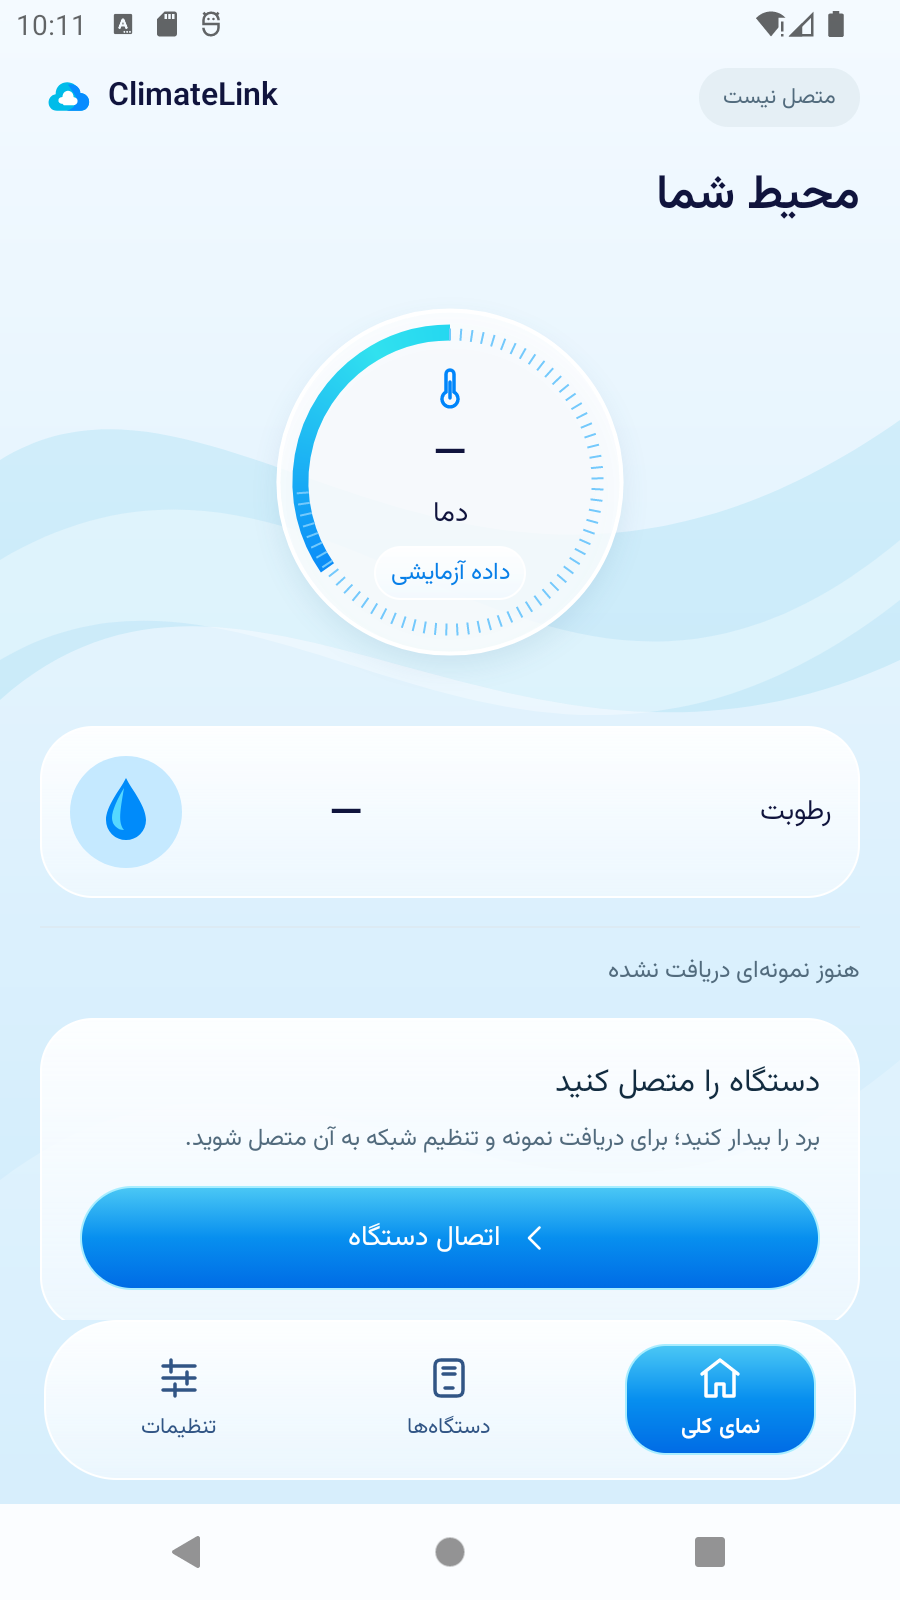 10:11
ClimateLink
متصل نیست
محیط شما
—
دما
داده آزمایشی
رطوبت
—
هنوز نمونه‌ای دریافت نشده
دستگاه را متصل کنید
برد را بیدار کنید؛ برای دریافت نمونه و تنظیم شبکه به آن متصل شوید.
اتصال دستگاه
نمای کلی
دستگاه‌ها
تنظیمات